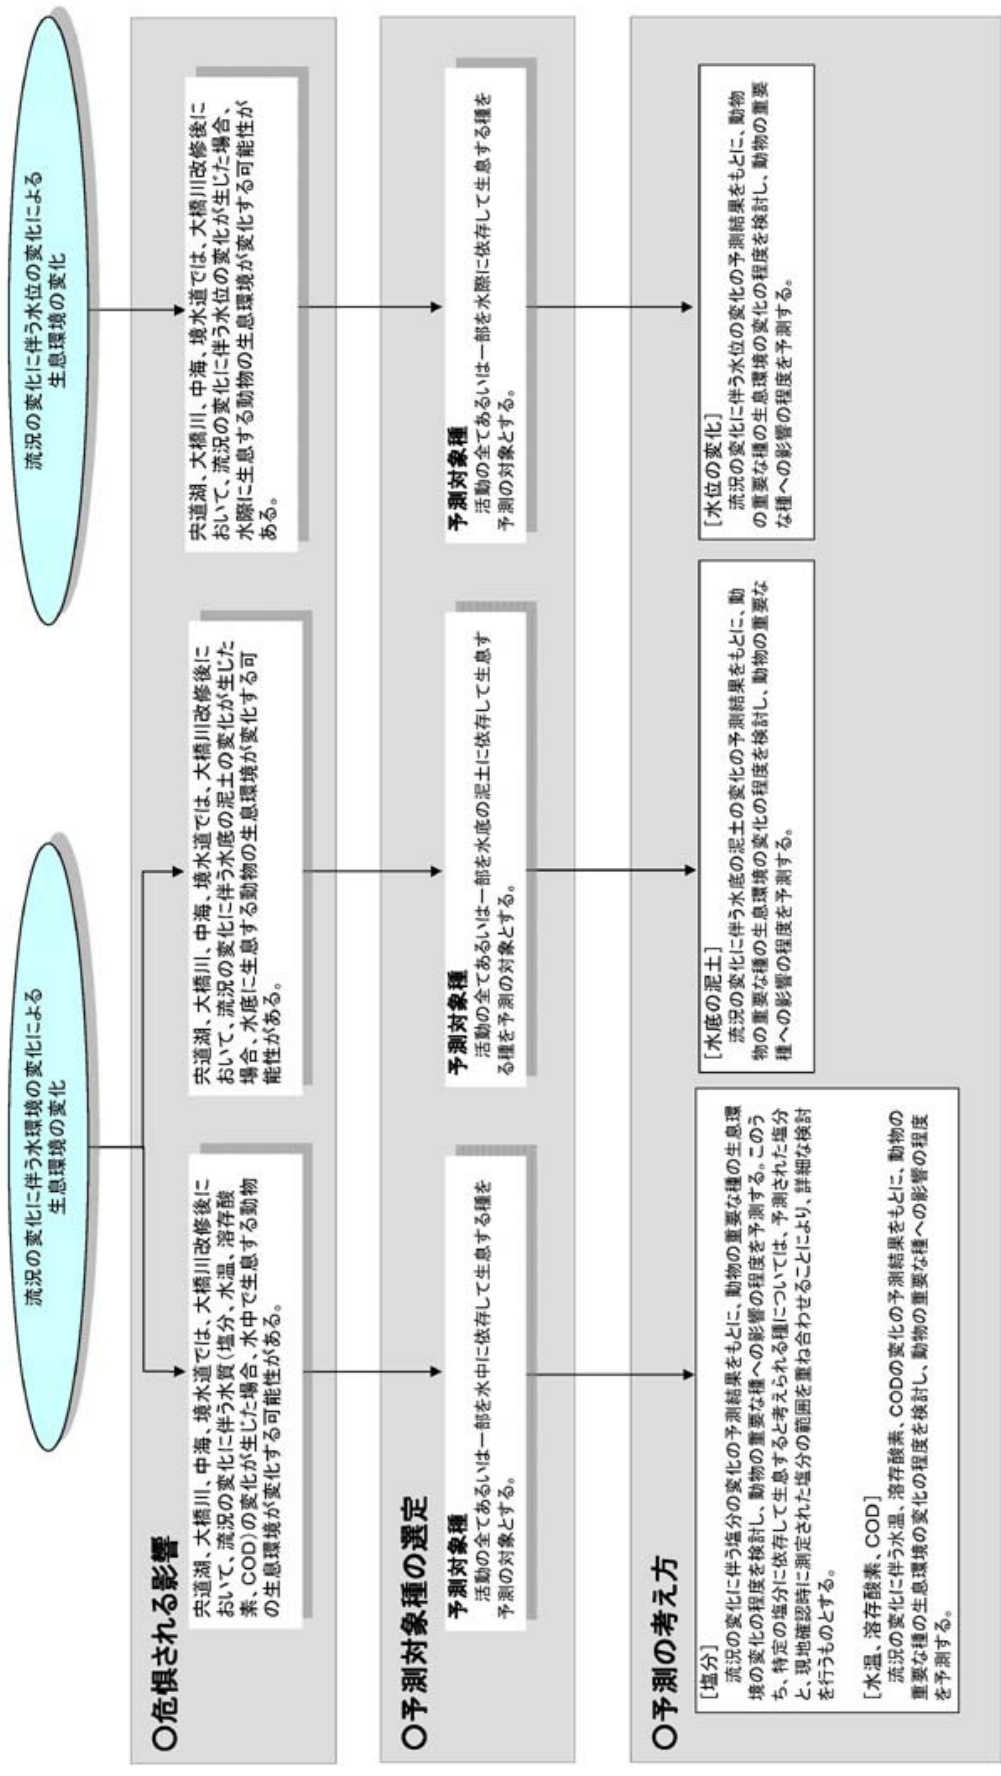 流況の変化に伴う水環境の変化による
生息環境の変化
流況の変化に伴う水位の変化による
生息環境の変化
〇危惧される影響
宍道湖、大橋川、中海、境水道では、大橋川改修後に
おいて、流況の変化に伴う水質(塩分、水温、溶存酸
素、COD)の変化が生じた場合、水中で生息する動物
の生息環境が変化する可能性がある。
宍道湖、大橋川、中海、境水道では、大橋川改修後に
おいて、流況の変化に伴う水底の泥土の変化が生じた
場合、水底に生息する動物の生息環境が変化する可
能性がある。
宍道湖、大橋川、中海、境水道では、大橋川改修後に
おいて、流況の変化に伴う水位の変化が生じた場合、
水際に生息する動物の生息環境が変化する可能性が
ある。
〇予測対象種の選定
予測対象種
活動の全てあるいは一部を水中に依存して生息する種を
予測の対象とする。
予測対象種
活動の全てあるいは一部を水底の泥土に依存して生息す
る種を予測の対象とする。
予測対象種
活動の全てあるいは一部を水際に依存して生息する種を
予測の対象とする。
〇予測の考え方
[塩分]
流況の変化に伴う塩分の変化の予測結果をもとに、動物の重要な種の生息環
境の変化の程度を検討し、動物の重要な種への影響の程度を予測する。このう
ち、特定の塩分に依存して生息すると考えられる種については、予測された塩分
と、現地確認時に測定された塩分の範囲を重ね合わせることにより、詳細な検討
を行うものとする。
[水温、溶存酸素、COD]
流況の変化に伴う水温、溶存酸素、CODの変化の予測結果をもとに、動物の
重要な種の生息環境の変化の程度を検討し、動物の重要な種への影響の程度
を予測する。
[水底の泥土]
流況の変化に伴う水底の泥土の変化の予測結果をもとに、動
物の重要な種の生息環境の変化の程度を検討し、動物の重要な
種への影響の程度を予測する。
[水位の変化]
流況の変化に伴う水位の変化の予測結果をもとに、動物
の重要な種の生息環境の変化の程度を検討し、動物の重要
な種への影響の程度を予測する。